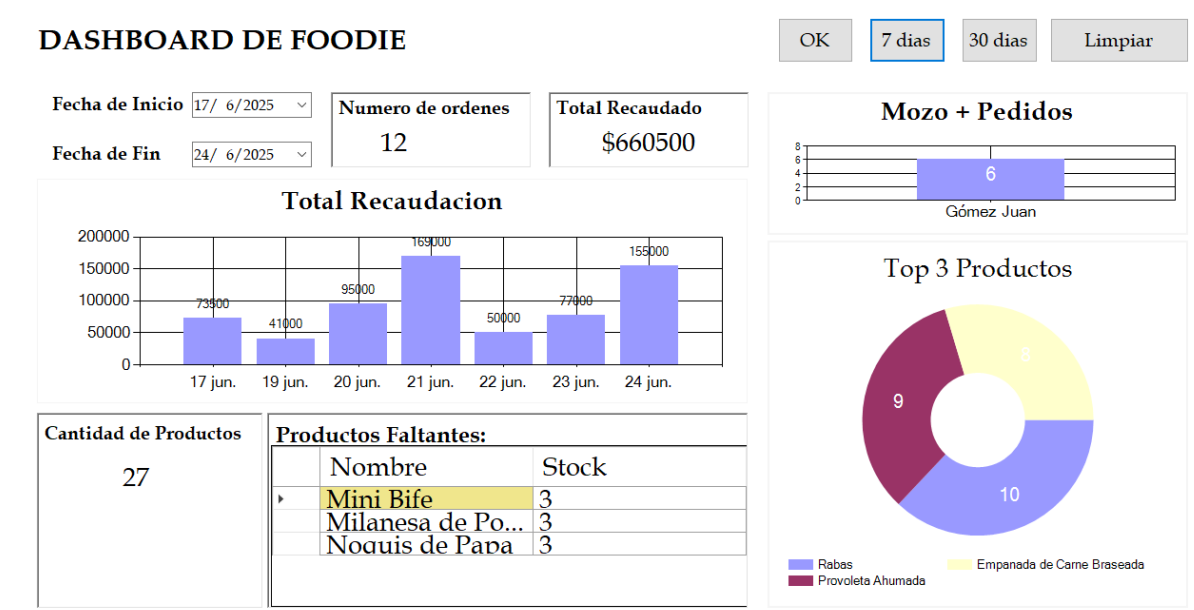 DASHBOARD DE FOODIE
OK
7 dias
30 dias
Limpiar
Fecha de Inicio
17/ 6/2025
Fecha de Fin
24/ 6/2025
Numero de ordenes
12
Total Recaudado
$660500
Mozo + Pedidos
8
6
4
2
0
6
Gómez Juan
Total Recaudacion
200000
150000
100000
50000
0
73500
41000
95000
169000
50000
77000
155000
17 jun.
19 jun.
20 jun.
21 jun.
22 jun.
23 jun.
24 jun.
Top 3 Productos
8
9
10
Rabas
Empanada de Carne Braseada
Provoleta Ahumada
Cantidad de Productos
27
Productos Faltantes:
Nombre Stock
Mini Bife 3
Milanesa de Po... 3
Noquis de Papa 3